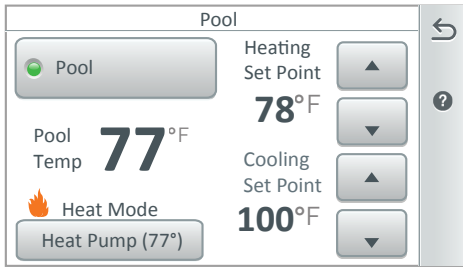 Pool
Pool
Heating
Set Point
78°F
Pool
Temp
77°F
Cooling
Set Point
100°F
Heat Mode
Heat Pump (77°)
?